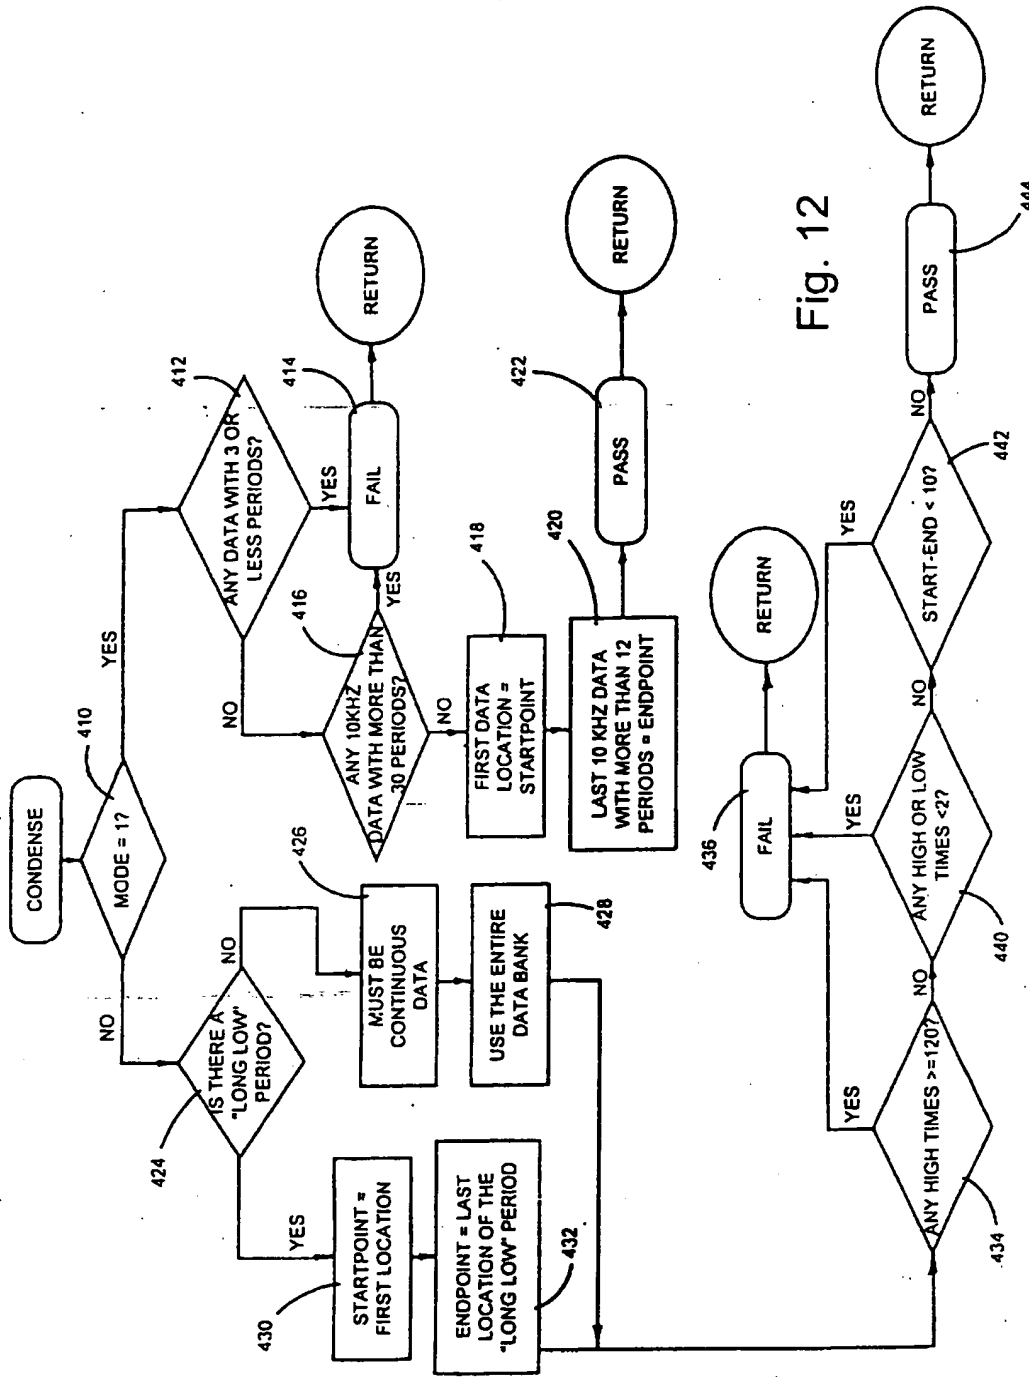 CONDENSE
410
MODE = 1?
NO
YES
424
IS THERE A
"LONG LOW"
PERIOD?
NO
YES
426
MUST BE
CONTINUOUS
DATA
USE THE ENTIRE
DATA BANK
428
430
STARTPOINT =
FIRST LOCATION
ENDPOINT = LAST
LOCATION OF THE
"LONG LOW" PERIOD
432
412
ANY DATA WITH 3 OR
LESS PERIODS?
NO
YES
414
FAIL
RETURN
416
ANY 10KHZ
DATA WITH MORE THAN
30 PERIODS?
YES
NO
418
FIRST DATA
LOCATION =
STARTPOINT
420
LAST 10 KHZ DATA
WITH MORE THAN 12
PERIODS = ENDPOINT
422
PASS
RETURN
434
ANY HIGH TIMES >=120?
YES
NO
436
FAIL
RETURN
440
ANY HIGH OR LOW
TIMES <2?
YES
NO
442
START-END < 10?
YES
NO
444
PASS
RETURN
Fig. 12